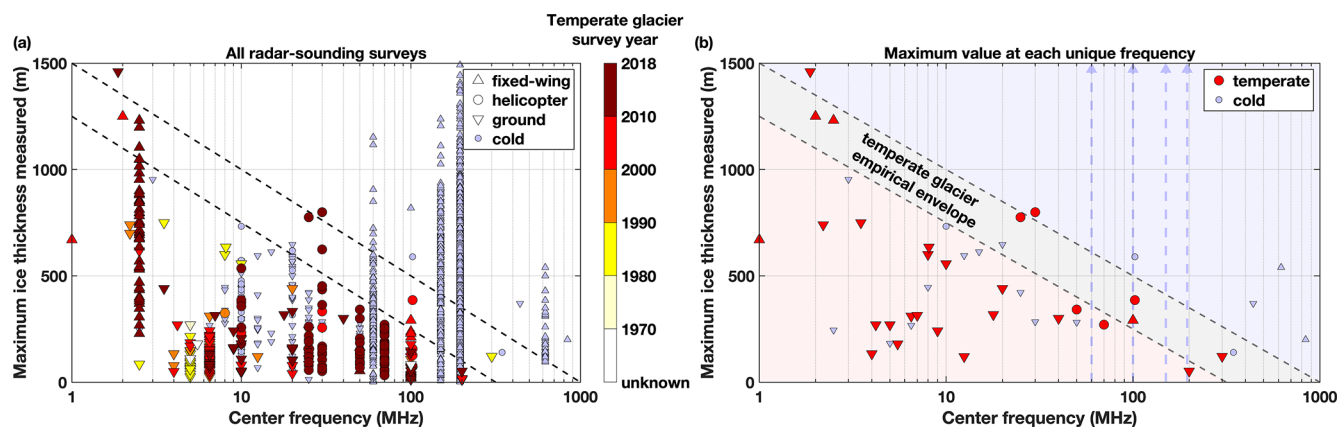 (a)
All radar-sounding surveys
Temperate glacier
survey year
Maximum ice thickness measured (m)
1500
1000
500
0
1
10
100
1000
Center frequency (MHz)
fixed-wing
helicopter
ground
cold
2018
2010
2000
1990
1980
1970
unknown
(b)
Maximum value at each unique frequency
Maximum ice thickness measured (m)
1500
1000
500
0
1
10
100
1000
Center frequency (MHz)
temperate
cold
temperate glacier
empirical envelope